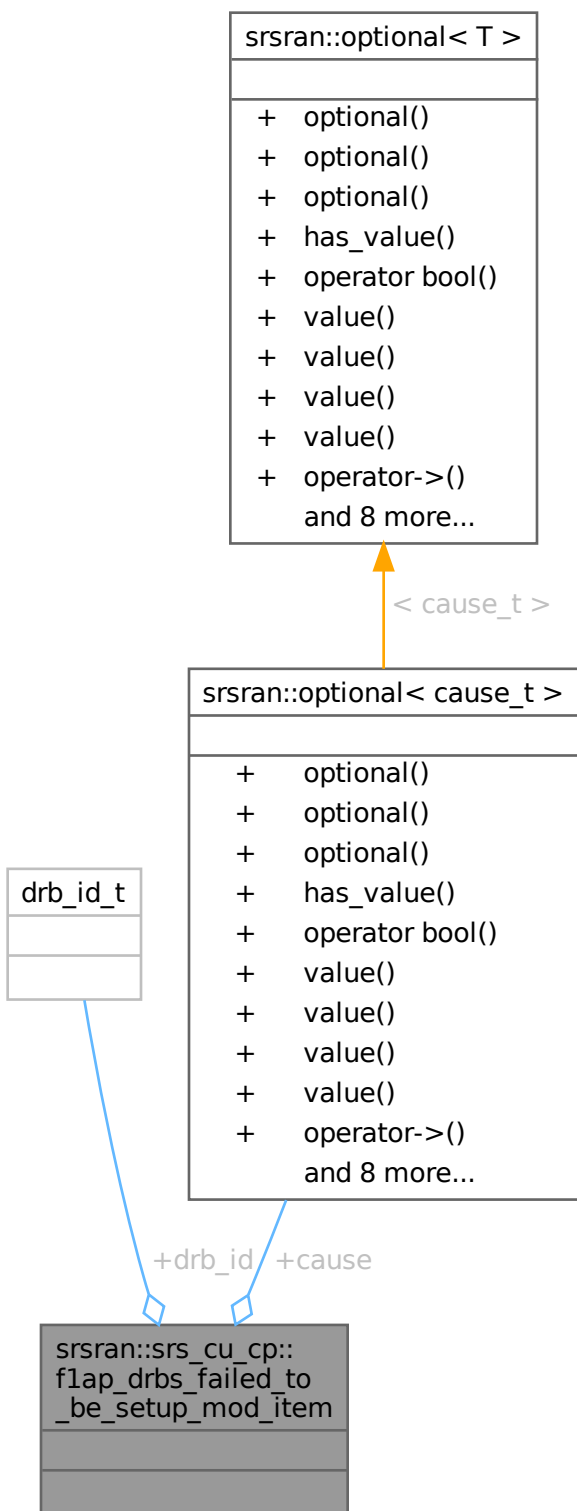 srsran::optional< T >
+ optional()
+ optional()
+ optional()
+ has_value()
+ operator bool()
+ value()
+ value()
+ value()
+ value()
+ operator->()
and 8 more...
< cause_t >
srsran::optional< cause_t >
+ optional()
+ optional()
+ optional()
+ has_value()
+ operator bool()
+ value()
+ value()
+ value()
+ value()
+ operator->()
and 8 more...
drb_id_t
+drb_id
+cause
srsran::srs_cu_cp::
f1ap_drbs_failed_to
_be_setup_mod_item